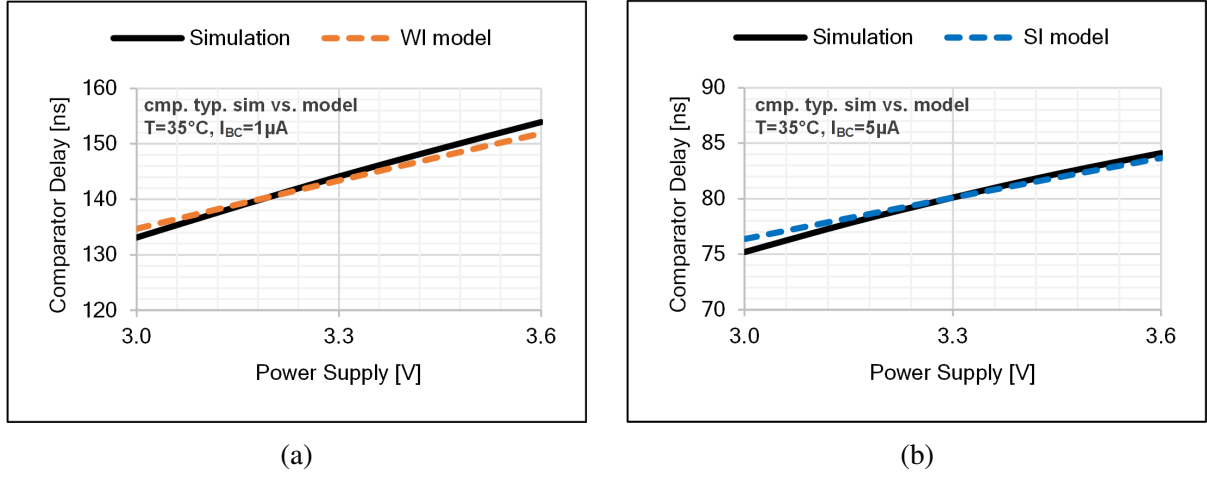 Simulation WI model
cmp. typ. sim vs. model
T=35°C, IBC=1µA
Comparator Delay [ns]
160
150
140
130
120
3.0 3.3 3.6
Power Supply [V]
(a)
Simulation SI model
cmp. typ. sim vs. model
T=35°C, IBC=5µA
Comparator Delay [ns]
90
85
80
75
70
3.0 3.3 3.6
Power Supply [V]
(b)